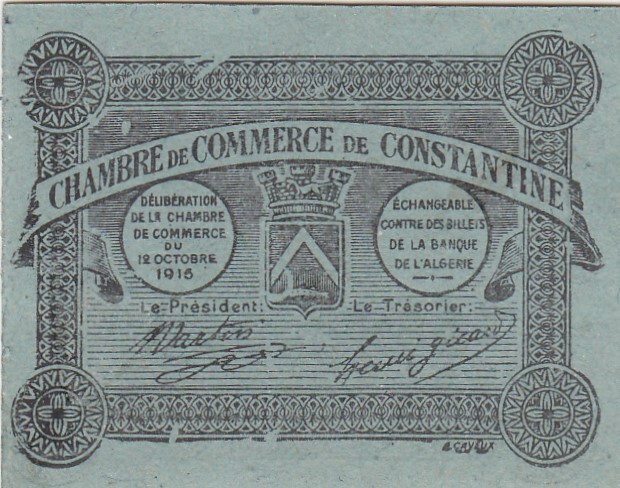 CHAMBRE DE COMMERCE DE CONSTANTINE
DÉLIBÉRATION
DE LA CHAMBRE
DE COMMERCE
DU
12 OCTOBRE
1915
ÉCHANGEABLE
CONTRE DES BILLETS
DE LA BANQUE
DE L'ALGERIE
Le Président:
Le Trésorier:
Martin